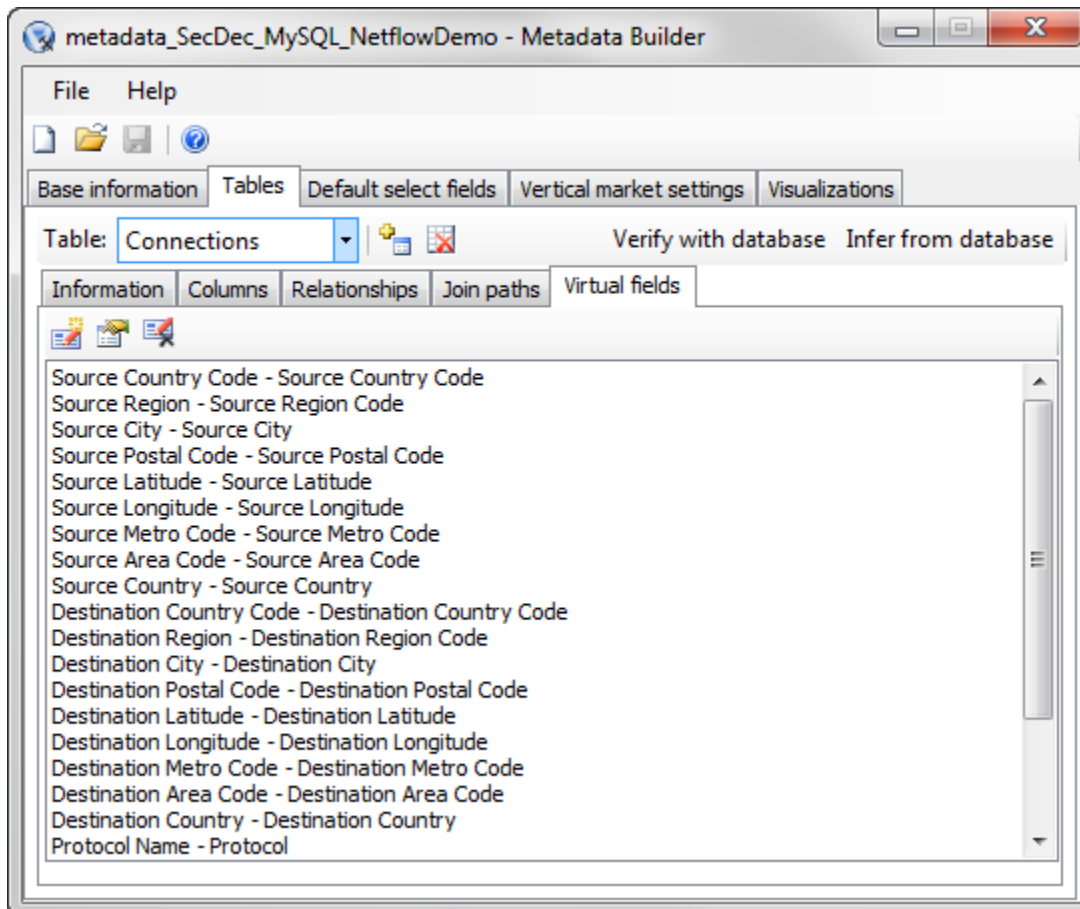 metadata_SecDec_MySQL_NetflowDemo - Metadata Builder
File Help
Base information Tables Default select fields Vertical market settings Visualizations
Table: Connections Verify with database Infer from database
Information Columns Relationships Join paths Virtual fields
Source Country Code - Source Country Code
Source Region - Source Region Code
Source City - Source City
Source Postal Code - Source Postal Code
Source Latitude - Source Latitude
Source Longitude - Source Longitude
Source Metro Code - Source Metro Code
Source Area Code - Source Area Code
Source Country - Source Country
Destination Country Code - Destination Country Code
Destination Region - Destination Region Code
Destination City - Destination City
Destination Postal Code - Destination Postal Code
Destination Latitude - Destination Latitude
Destination Longitude - Destination Longitude
Destination Metro Code - Destination Metro Code
Destination Area Code - Destination Area Code
Destination Country - Destination Country
Protocol Name - Protocol